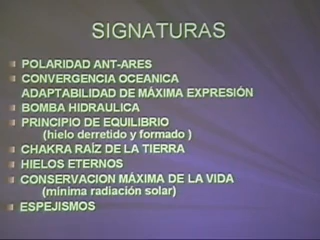 SIGNATURAS
POLARIDAD ANT-ARES
CONVERGENCIA OCEANICA
ADAPTABILIDAD DE MÁXIMA EXPRESIÓN
BOMBA HIDRAULICA
PRINCIPIO DE EQUILIBRIO
(hielo derretido y formado )
CHAKRA RAÍZ DE LA TIERRA
HIELOS ETERNOS
CONSERVACION MÁXIMA DE LA VIDA
(minima radiación solar)
ESPEJISMOS